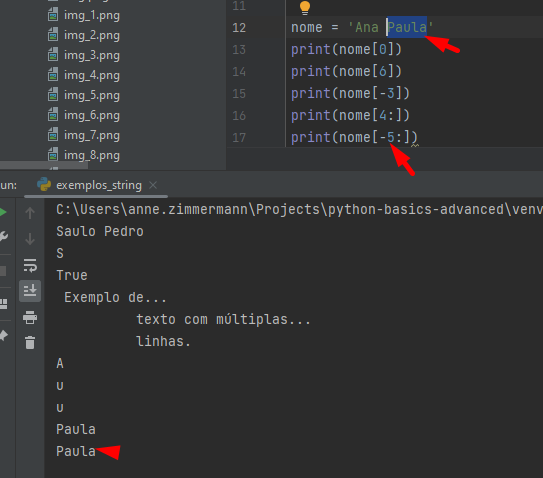 img_1.png
img_2.png
img_3.png
img_4.png
img_5.png
img_6.png
img_7.png
img_8.png
11
12 nome = 'Ana Paula'
13 print(nome[0])
14 print(nome[6])
15 print(nome[-3])
16 print(nome[4:])
17 print(nome[-5:])
un: exemplos_string ×
C:\Users\anne.zimmermann\Projects\python-basics-advanced\venv
Saulo Pedro
S
True
Exemplo de...
texto com múltiplas...
linhas.
A
u
u
Paula
Paula